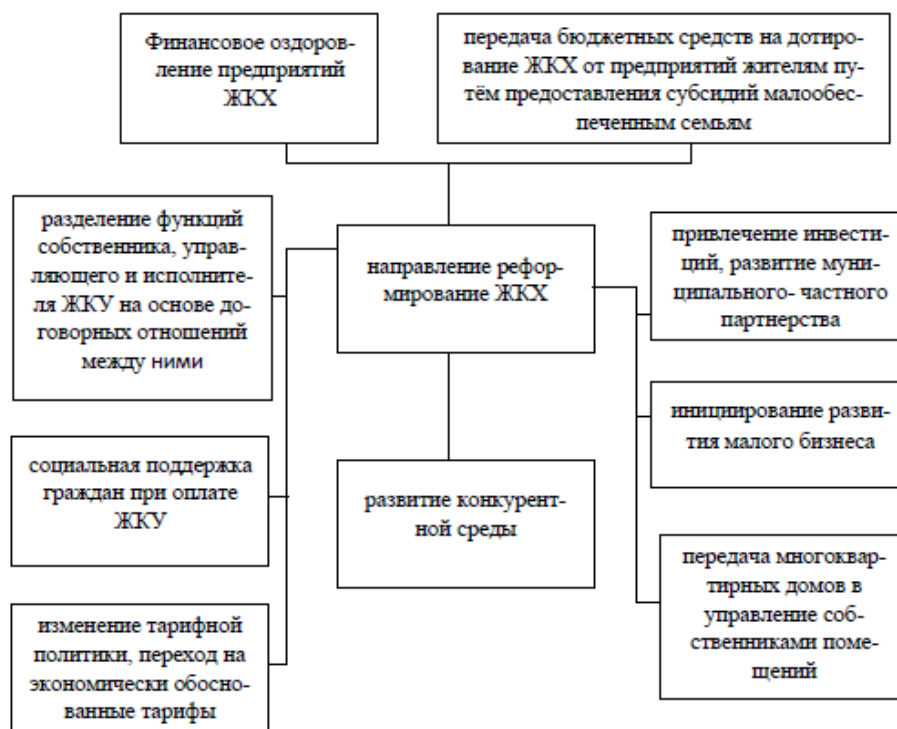 Финансовое оздоров-
ление предприятий
ЖКХ
передача бюджетных средств на дотиро-
вание ЖКХ от предприятий жителям пу-
тём предоставления субсидий малообес-
печенным семьям
разделение функций
собственника, управ-
ляющего и исполните-
ля ЖКУ на основе до-
говорных отношений
между ними
направление рефор-
мирование ЖКХ
привлечение инвести-
ций, развитие муни-
ципального- частного
партнерства
инициирование разви-
тия малого бизнеса
социальная поддержка
граждан при оплате
ЖКУ
развитие конкурент-
ной среды
передача многоквар-
тирных домов в
управление соб-
ственниками поме-
щений
изменение тарифной
политики, переход на
экономически обосно-
ванные тарифы